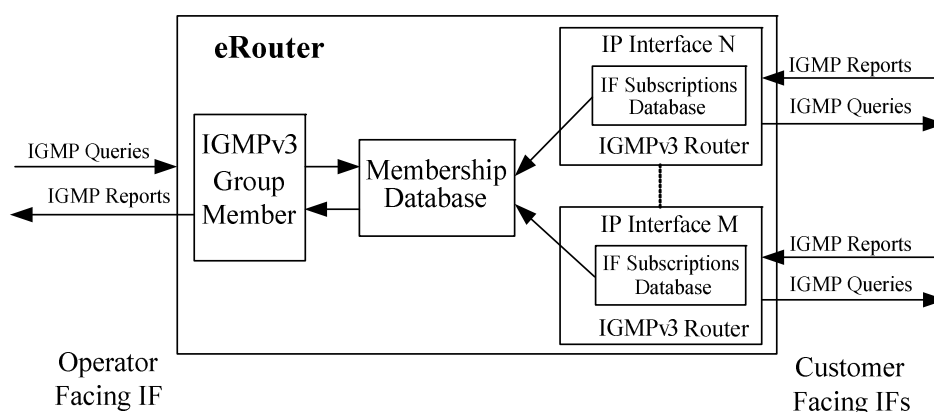 eRouter
IP Interface N
IF Subscriptions
Database
IGMPv3 Router
IGMP Reports
IGMP Queries
IGMP Queries
IGMP Reports
IGMPv3
Group
Member
Membership
Database
IP Interface M
IF Subscriptions
Database
IGMPv3 Router
IGMP Reports
IGMP Queries
Operator
Facing IF
Customer
Facing IFs